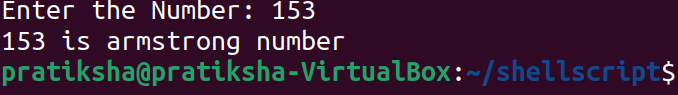 Enter the Number: 153
153 is armstrong number
pratiksha@pratiksha-VirtualBox:~/shellscript$